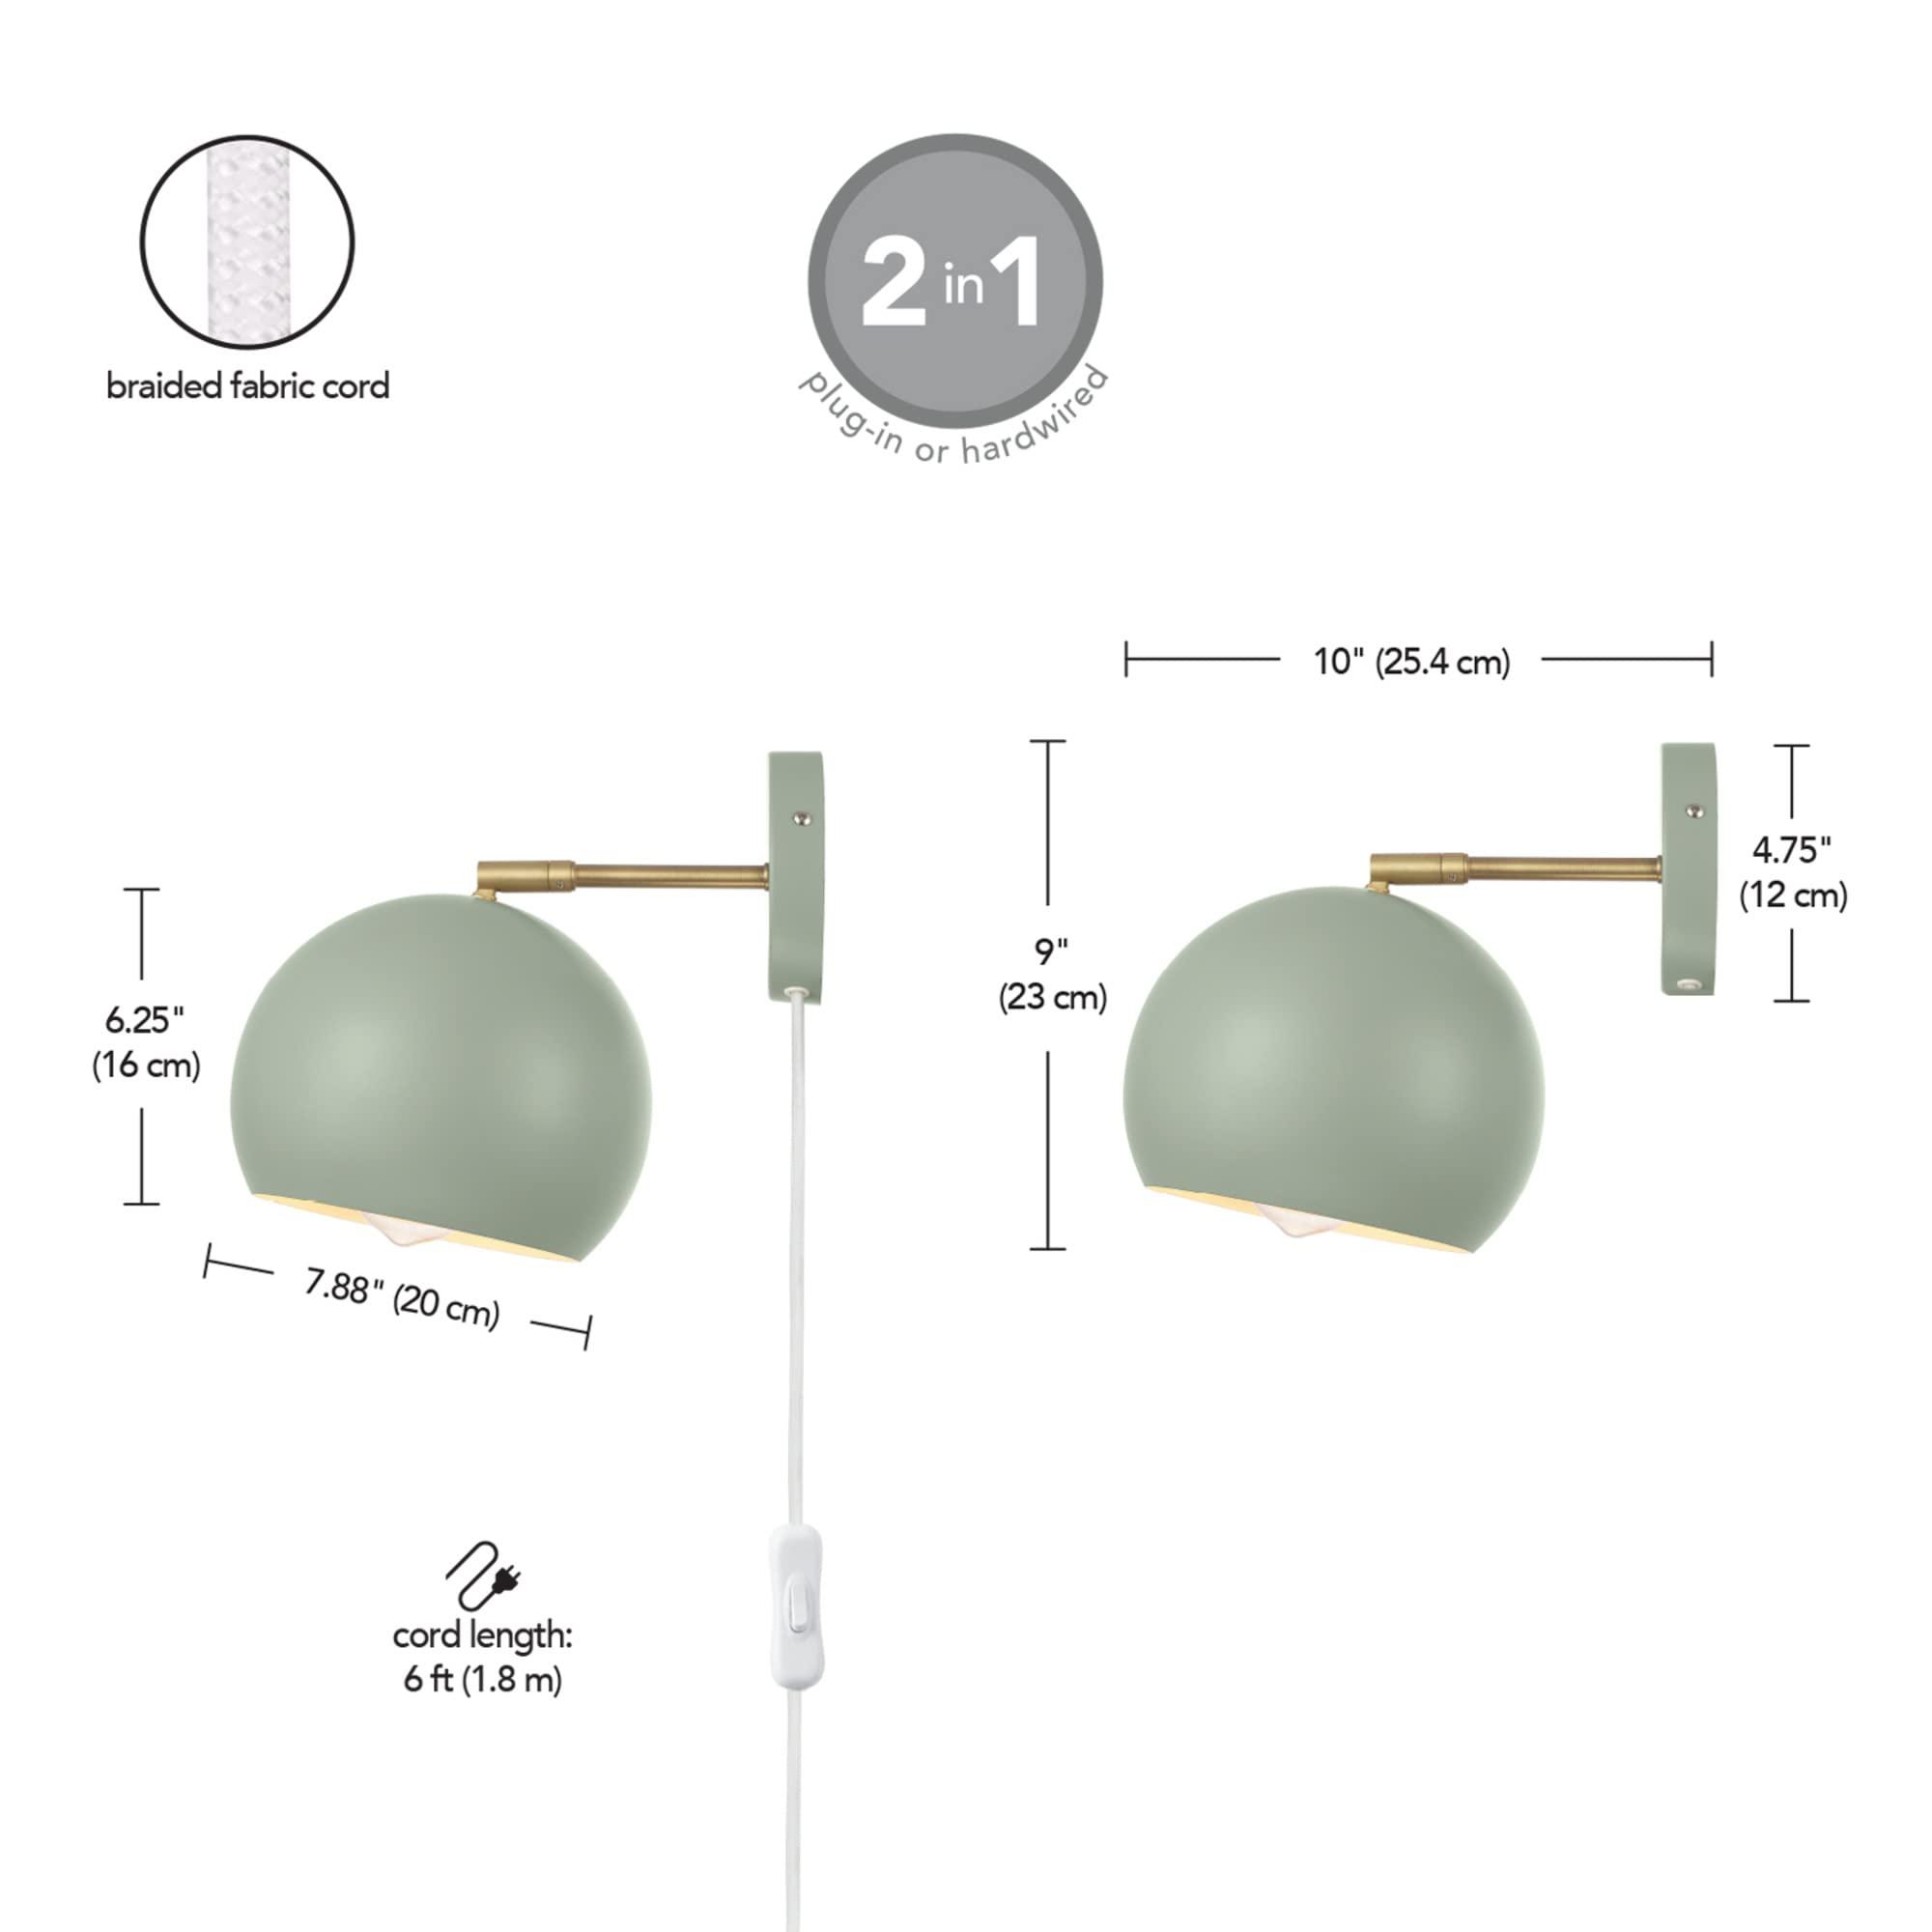 braided fabric cord
2 in 1
plug-in or hardwired
10" (25.4 cm)
9"
(23 cm)
4.75"
(12 cm)
6.25"
(16 cm)
7.88" (20 cm)
cord length:
6 ft (1.8 m)